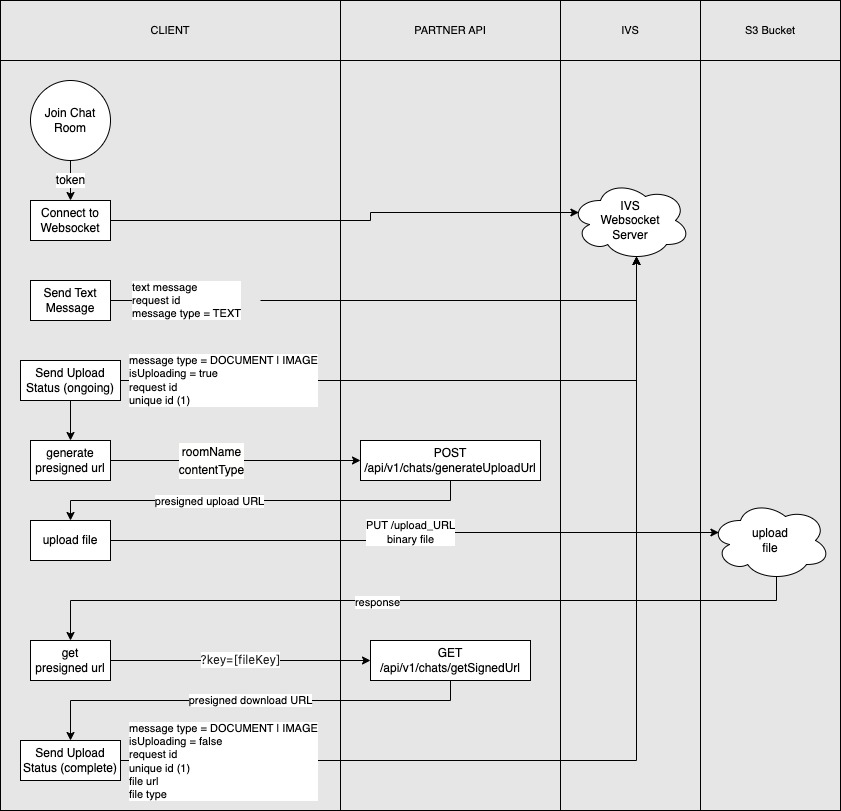 CLIENT
PARTNER API
IVS
S3 Bucket
Join Chat
Room
token
Connect to
Websocket
IVS
Websocket
Server
Send Text
Message
text message
request id
message type = TEXT
Send Upload
Status (ongoing)
message type = DOCUMENT | IMAGE
isUploading = true
request id
unique id (1)
generate
presigned url
roomName
contentType
POST
/api/v1/chats/generateUploadUrl
presigned upload URL
upload file
PUT /upload_URL
binary file
upload
file
response
get
presigned url
?key=[fileKey]
GET
/api/v1/chats/getSignedUrl
presigned download URL
Send Upload
Status (complete)
message type = DOCUMENT | IMAGE
isUploading = false
request id
unique id (1)
file url
file type